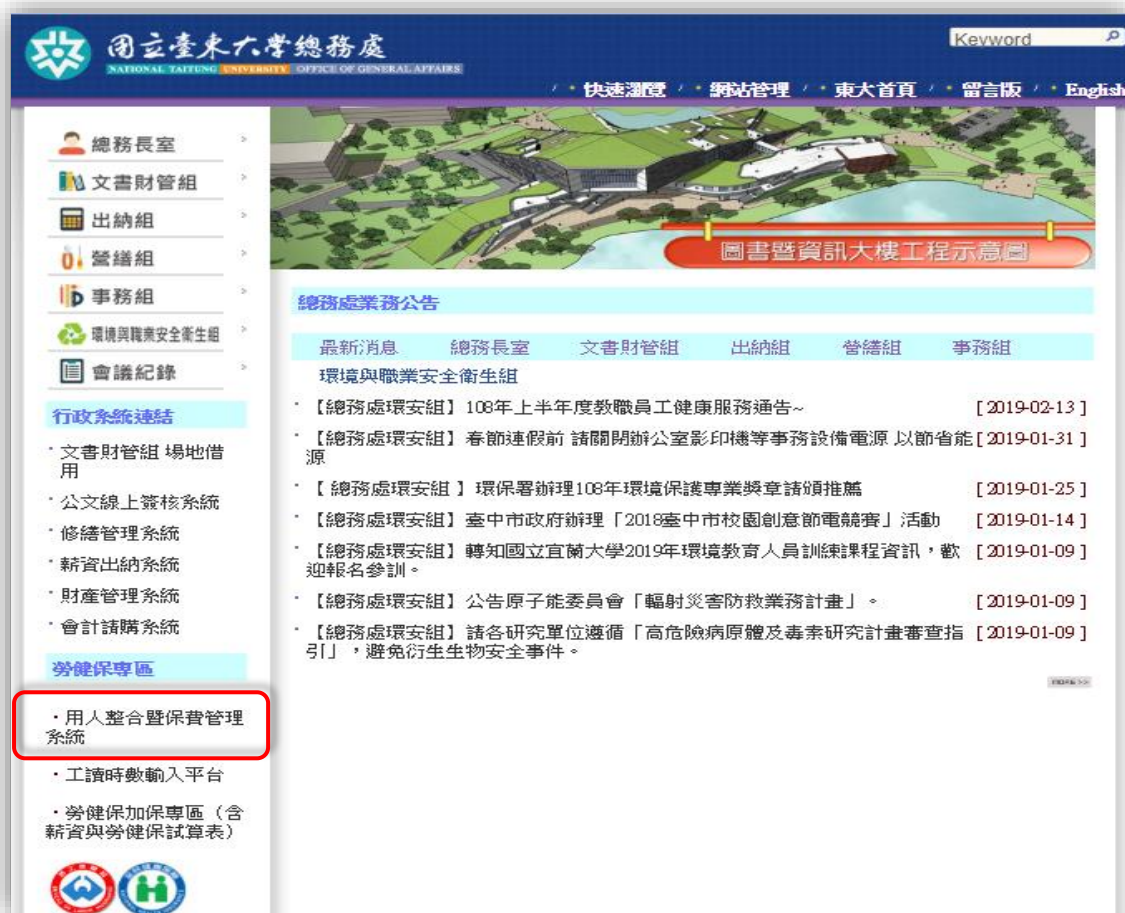 國立臺東大學總務處
NATIONAL TAITUNG UNIVERSITY OFFICE OF GENERAL AFFAIRS
Keyword
快速瀏覽
網站管理
東大首頁
留言版
English
總務長室
文書財管組
出納組
營繕組
事務組
環境與職業安全衛生組
會議紀錄
行政系統連結
文書財管組 場地借
用
公文線上簽核系統
修繕管理系統
薪資出納系統
財產管理系統
會計請購系統
勞健保專區
・用人整合暨保費管理
系統
・工讀時數輸入平台
・勞健保加保專區（含
薪資與勞健保試算表）
圖書暨資訊大樓工程示意圖
總務處業務公告
最新消息 總務長室 文書財管組 出納組 營繕組 事務組
環境與職業安全衛生組
【總務處環安組】108年上半年度教職員工健康服務通告~ [ 2019-02-13 ]
【總務處環安組】春節連假前 請關閉辦公室影印機等事務設備電源 以節省能 [ 2019-01-31 ]
源
【 總務處環安組 】環保署辦理108年環境保護專業獎章請頒推薦 [ 2019-01-25 ]
【總務處環安組】臺中市政府辦理「2018臺中市校園創意節電競賽」活動 [ 2019-01-14 ]
【總務處環安組】轉知國立宜蘭大學2019年環境教育人員訓練課程資訊，歡 [ 2019-01-09 ]
迎報名參訓。
【總務處環安組】公告原子能委員會「輻射災害防救業務計畫」。 [ 2019-01-09 ]
【總務處環安組】請各研究單位遵循「高危險病原體及毒素研究計畫審查指 [ 2019-01-09 ]
引」，避免衍生生物安全事件。
more >>